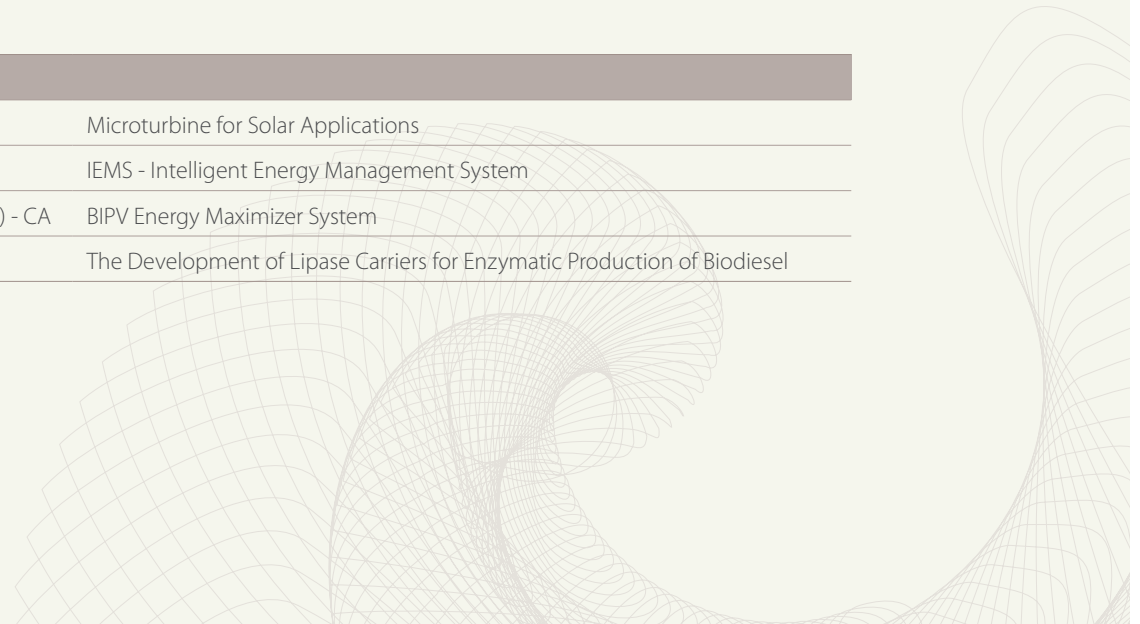 Microturbine for Solar Applications
IEMS - Intelligent Energy Management System
) - CA BIPV Energy Maximizer System
The Development of Lipase Carriers for Enzymatic Production of Biodiesel